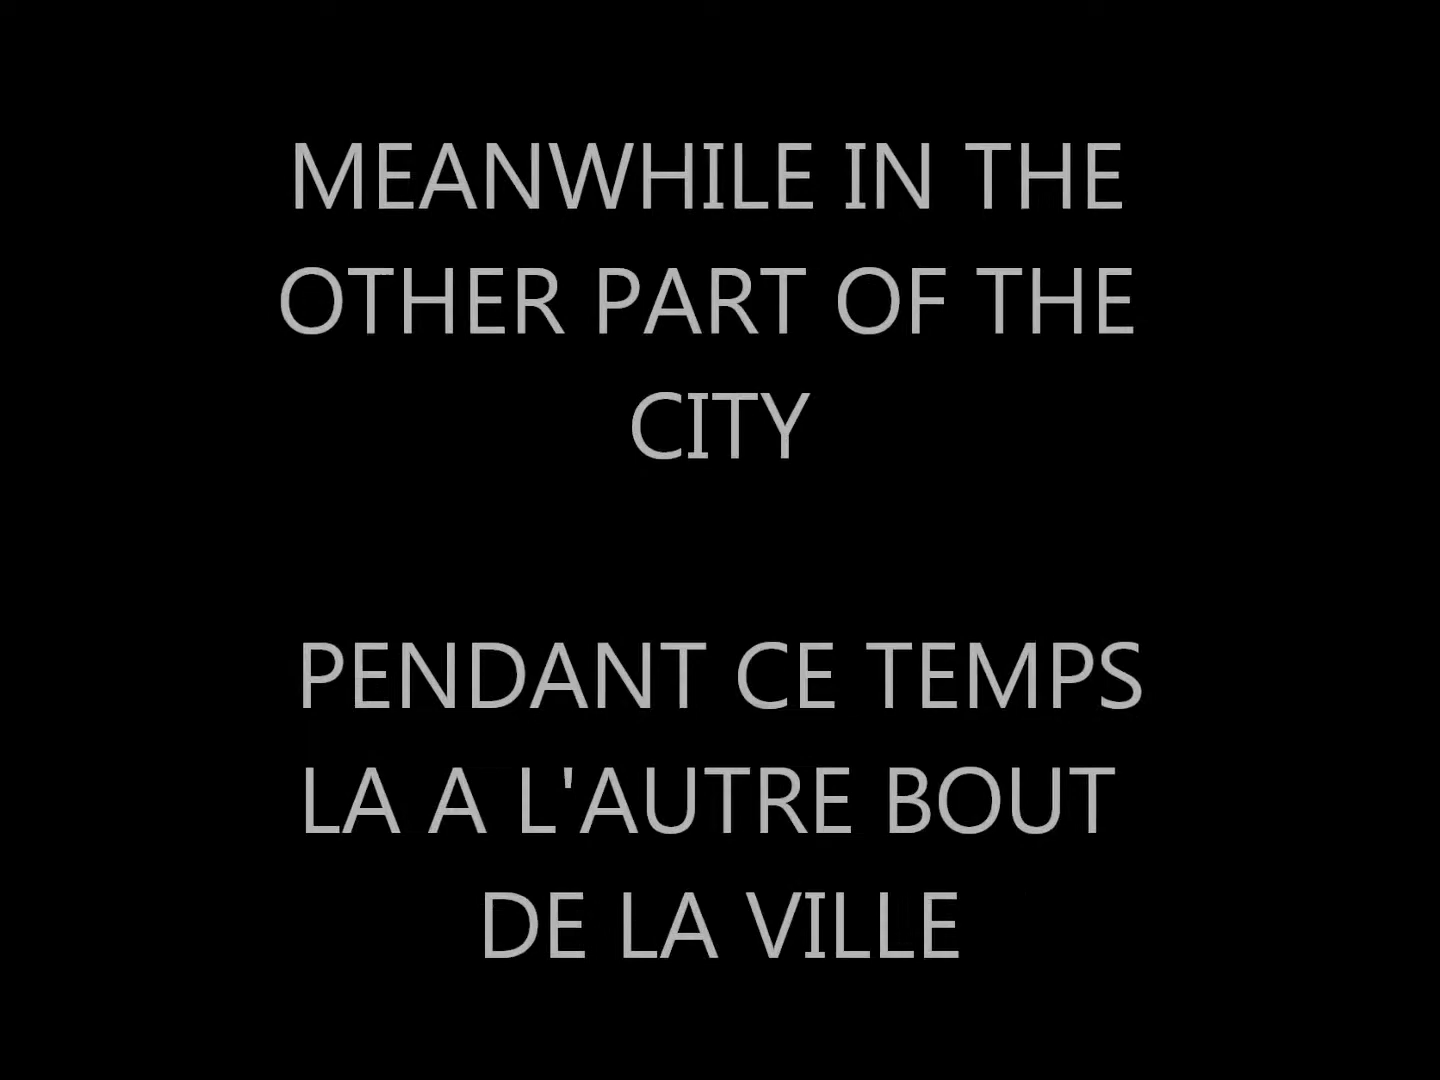 MEANWHILE IN THE
OTHER PART OF THE
CITY
PENDANT CE TEMPS
LA A L'AUTRE BOUT
DE LA VILLE